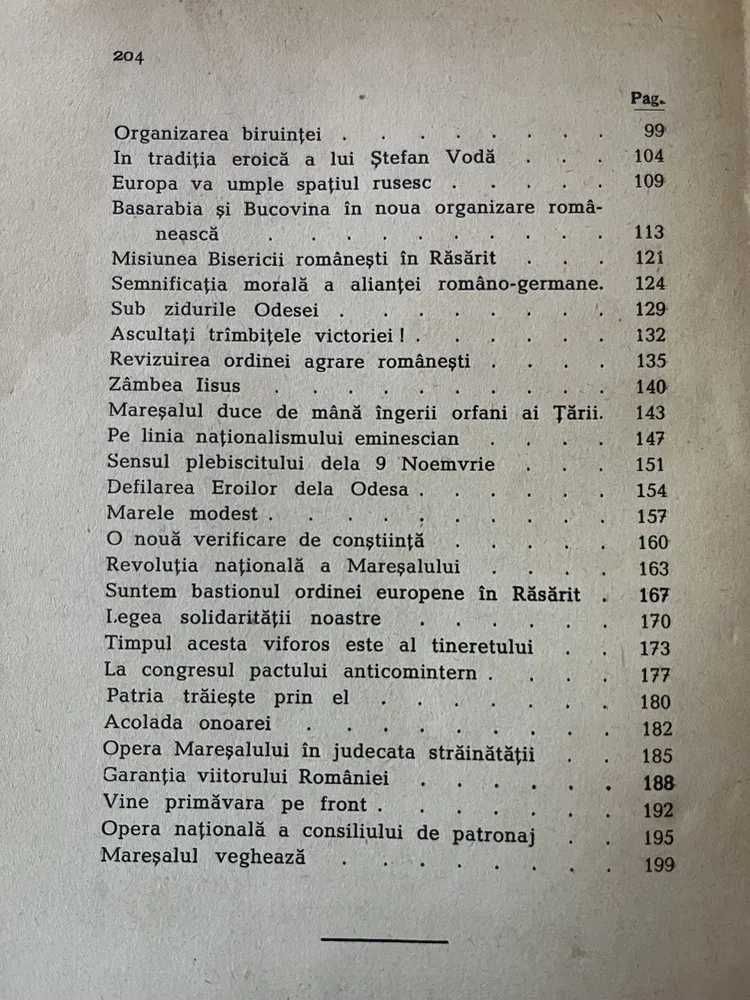 204
Pag.
Organizarea biruinței . . . . . . . 99
In tradiția eroică a lui Ștefan Vodă . . . 104
Europa va umple spațiul rusesc . . . . . 109
Basarabia și Bucovina în noua organizare româ-
nească . . . . . . . . . 113
Misiunea Bisericii românești în Răsărit . . . 121
Semnificația morală a alianței româno-germane. 124
Sub zidurile Odesei . . . . . . . . 129
Ascultați trîmbițele victoriei ! . . . . . . 132
Revizuirea ordinei agrare românești . . . . 135
Zâmbea Iisus . . . . . . . . . 140
Mareșalul duce de mână îngerii orfani ai Țării. 143
Pe linia naționalismului eminescian . . . . 147
Sensul plebiscitului dela 9 Noemvrie . . . 151
Defilarea Eroilor dela Odesa . . . . . . 154
Marele modest . . . . . . . . . 157
O nouă verificare de conștiință . . . . . 160
Revoluția națională a Mareșalului . . . . 163
Suntem bastionul ordinei europene în Răsărit . 167
Legea solidarității noastre . . . . . . 170
Timpul acesta viforos este al tineretului . . 173
La congresul pactului anticomintern . . . . 177
Patria trăiește prin el . . . . . . . 180
Acolada onoarei . . . . . . . . 182
Opera Mareșalului în judecata străinătății . . 185
Garanția viitorului României . . . . . . 188
Vine primăvara pe front . . . . . . . 192
Opera națională a consiliului de patronaj . . 195
Mareșalul veghează . . . . . . . 199